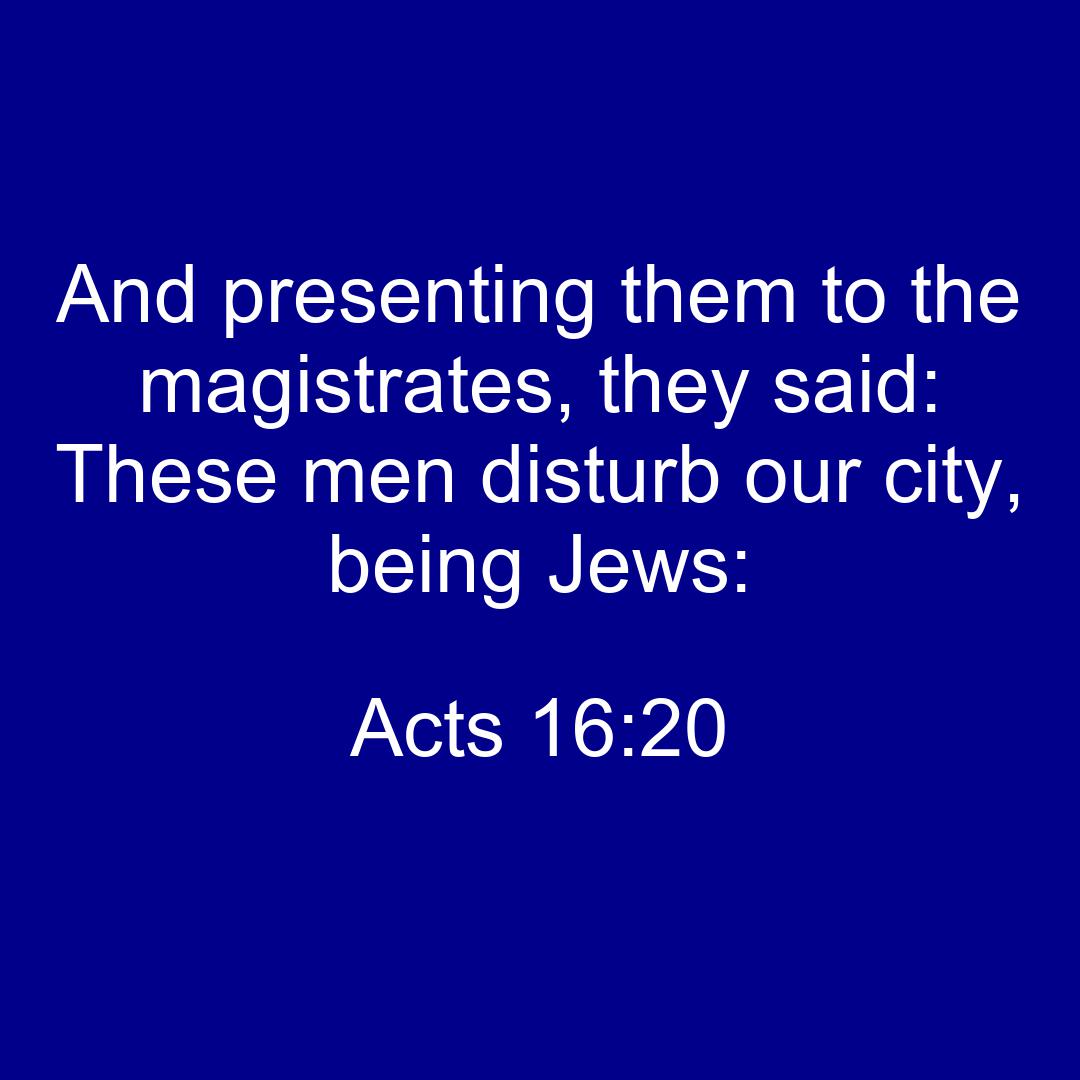 And presenting them to the
magistrates, they said:
These men disturb our city,
being Jews:
Acts 16:20